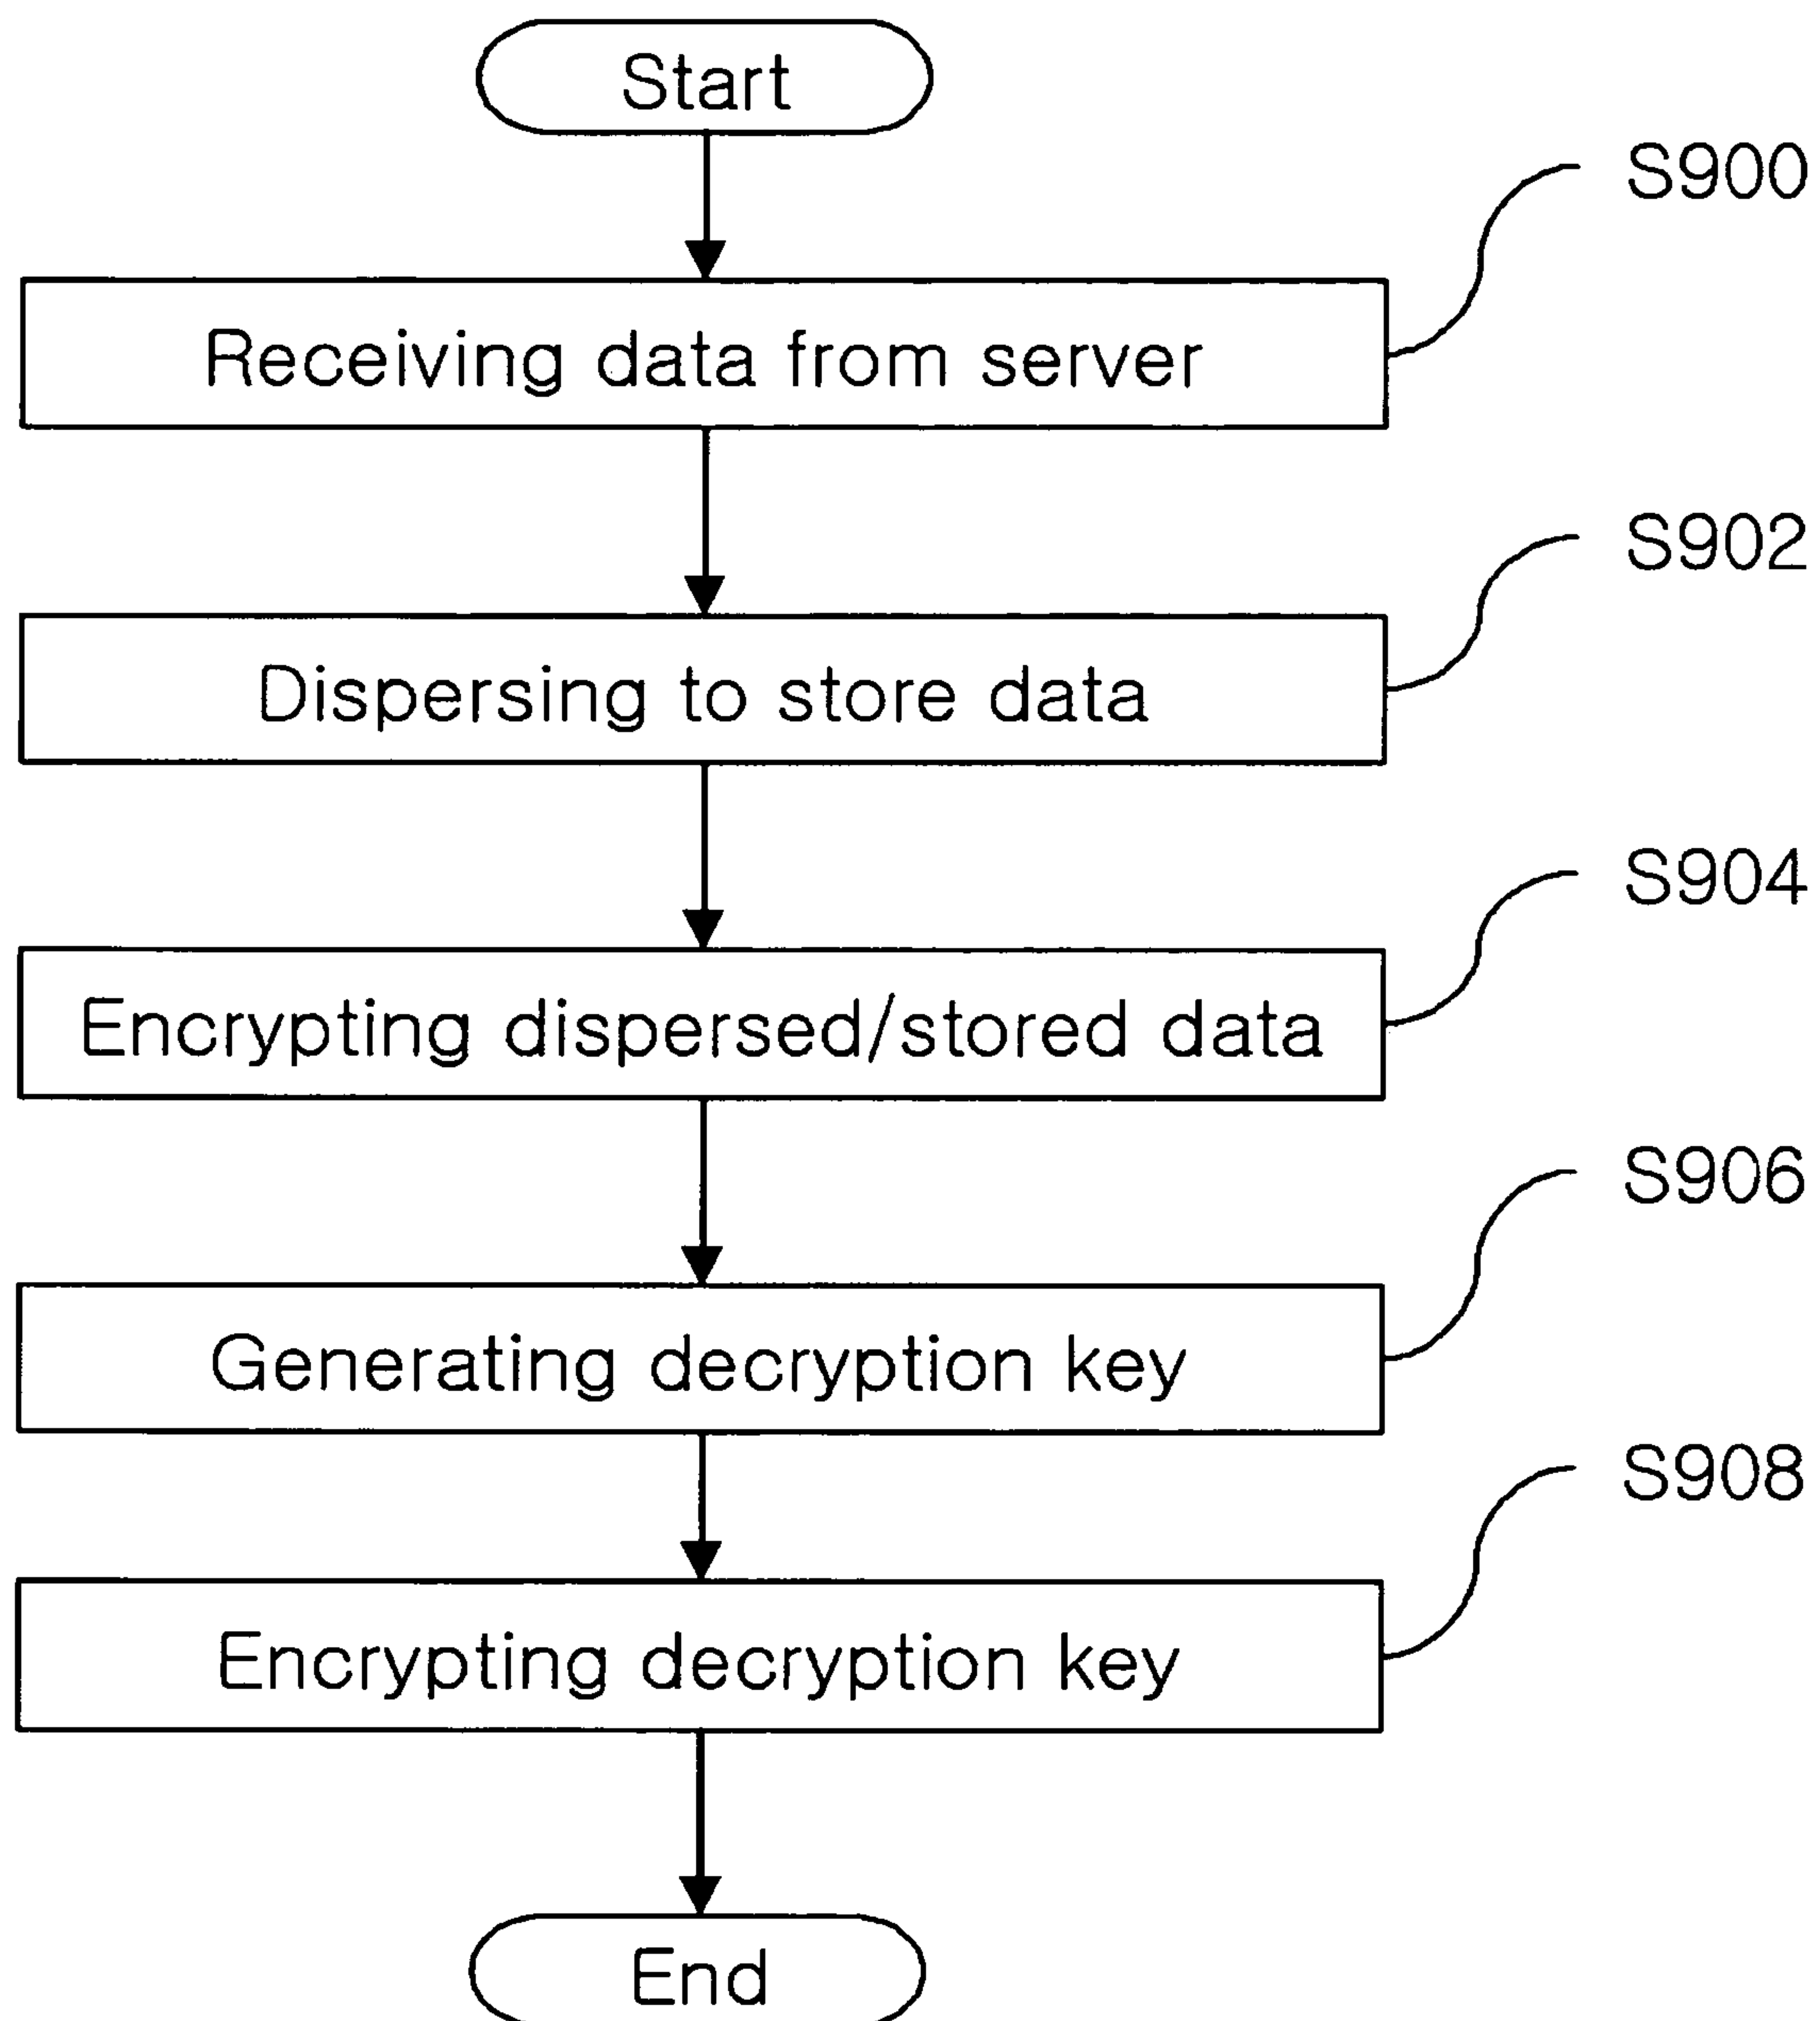 Start
S900
Receiving data from server
S902
Dispersing to store data
S904
Encrypting dispersed/stored data
S906
Generating decryption key
S908
Encrypting decryption key
End